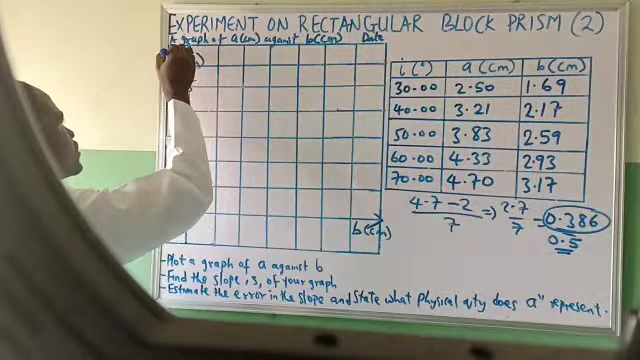 EXPERIMENT ON RECTANGULAR BLOCK PRISM (2)
A graph of a(cm) against b(cm) Date
i(°) a(cm) b(cm)
30.00 2.50 1.69
40.00 3.21 2.17
50.00 3.83 2.59
60.00 4.33 2.93
70.00 4.70 3.17
4.7-2/7 => 2.7/7 = 0.386
0.5
b(cm)
-Plot a graph of a against b
-Find the slope, s, of your graph
-Estimate the error in the slope and state what physical qty does a" represent.